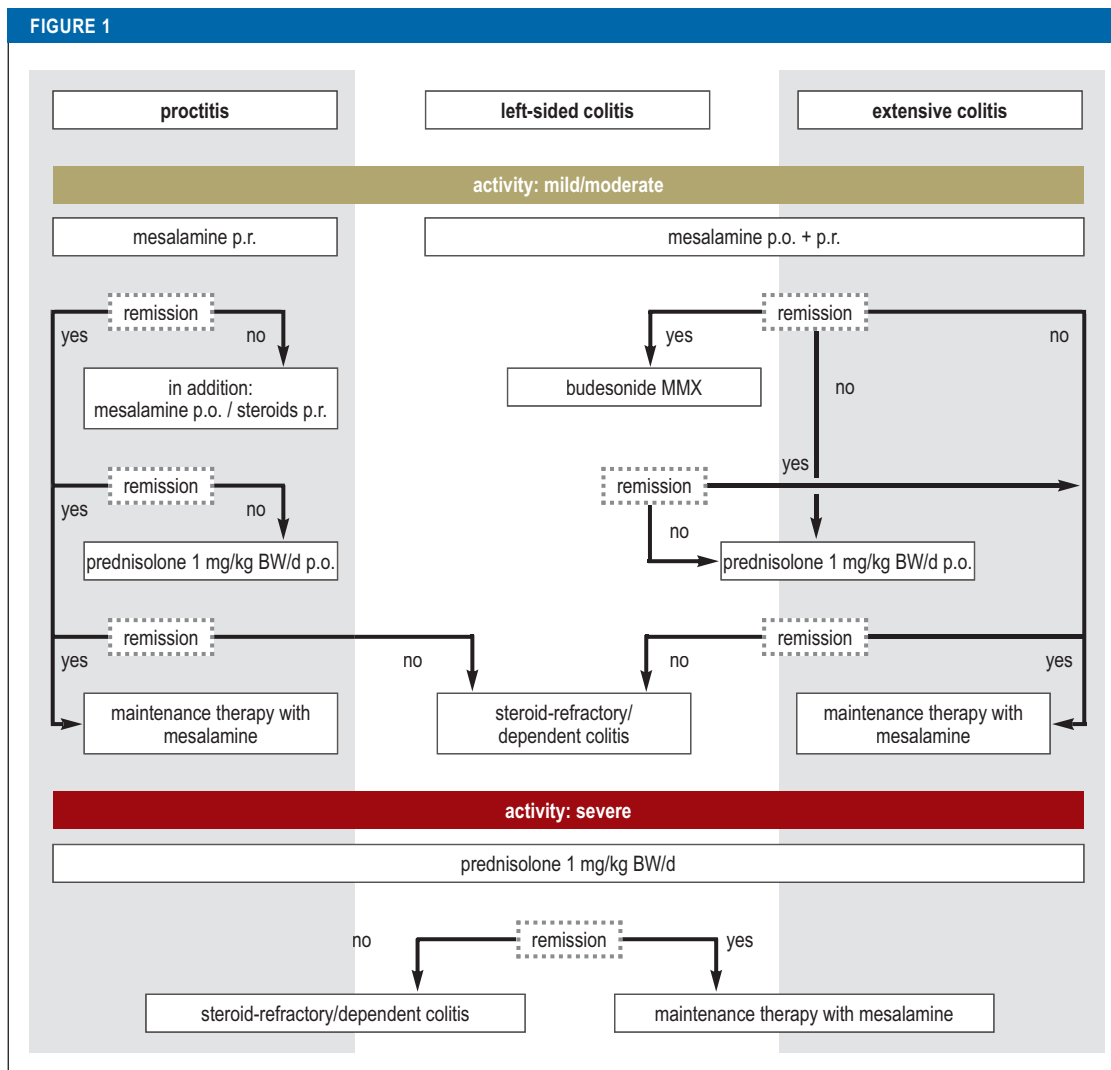 FIGURE 1
proctitis
left-sided colitis
extensive colitis
activity: mild/moderate
mesalamine p.r.
mesalamine p.o. + p.r.
remission
yes
no
in addition:
mesalamine p.o. / steroids p.r.
remission
yes
no
budesonide MMX
no
no
remission
yes
no
prednisolone 1 mg/kg BW/d p.o.
remission
yes
no
prednisolone 1 mg/kg BW/d p.o.
remission
yes
no
remission
no
yes
maintenance therapy with
mesalamine
steroid-refractory/
dependent colitis
maintenance therapy with
mesalamine
activity: severe
prednisolone 1 mg/kg BW/d
no
remission
yes
steroid-refractory/dependent colitis
maintenance therapy with mesalamine